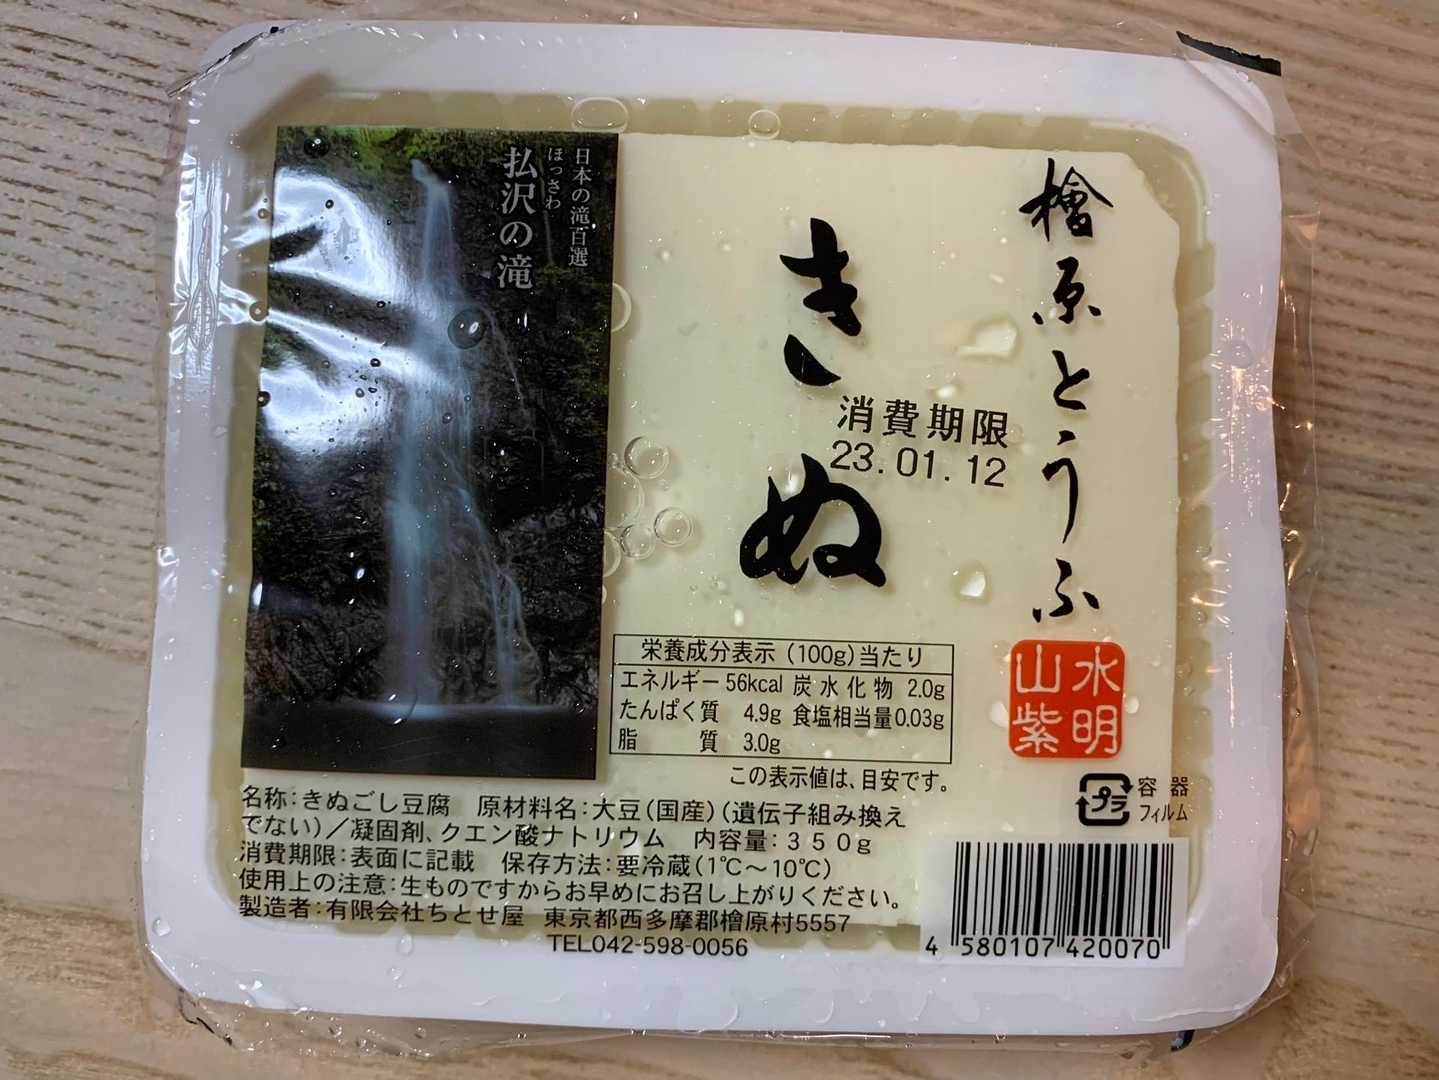 檜原とうふ
きぬ
水明
山紫
日本の滝百選
ほっさわ
払沢の滝
消費期限
23.01.12
栄養成分表示(100g)当たり
エネルギー 56kcal 炭水化物 2.0g
たんぱく質 4.9g 食塩相当量0.03g
脂質 3.0g
この表示値は、目安です。
プラ
容器
フィルム
名称:きぬごし豆腐 原材料名:大豆(国産)(遺伝子組み換え
でない)/凝固剤、クエン酸ナトリウム 内容量:350g
消費期限:表面に記載 保存方法:要冷蔵(1℃~10℃)
使用上の注意:生ものですからお早めにお召し上がりください。
製造者:有限会社ちとせ屋 東京都西多摩郡檜原村5557
TEL042-598-0056
4 580107 420070